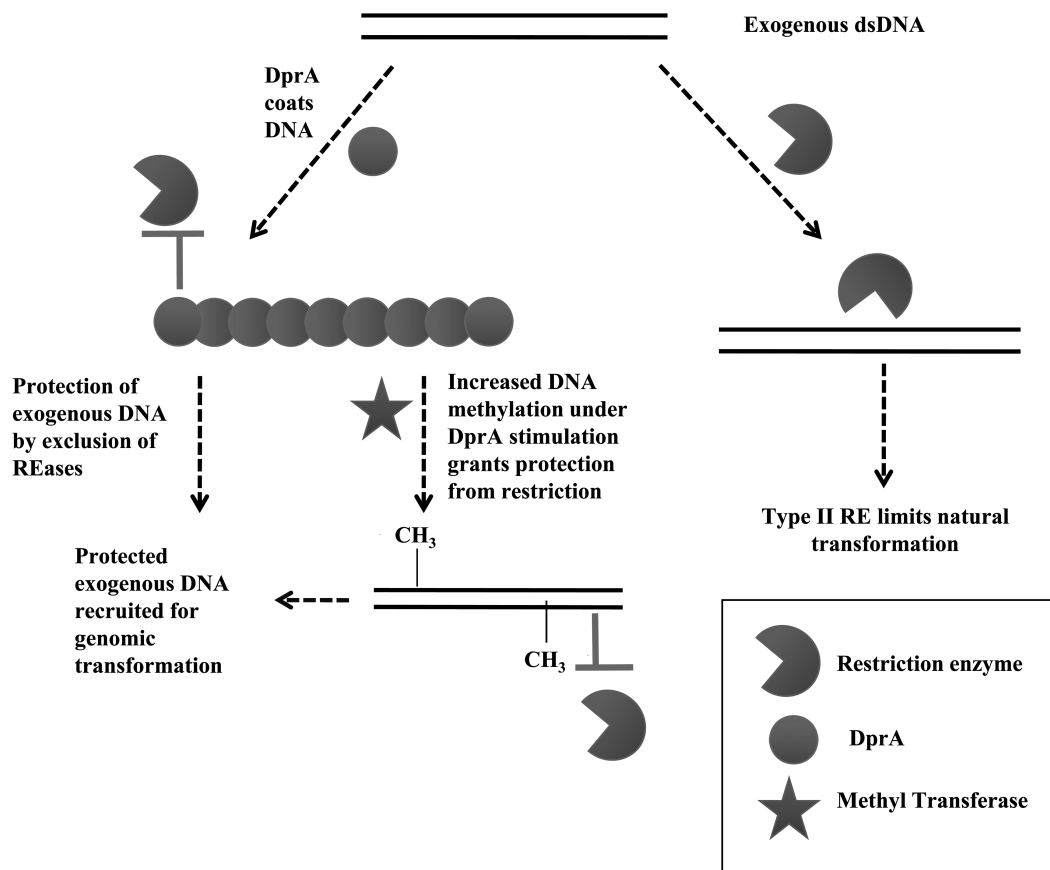 Exogenous dsDNA
DprA
coats
DNA
Protection of
exogenous DNA
by exclusion of
REases
Increased DNA
methylation under
DprA stimulation
grants protection
from restriction
Type II RE limits natural
transformation
CH3
Protected
exogenous DNA
recruited for
genomic
transformation
CH3
Restriction enzyme
DprA
Methyl Transferase